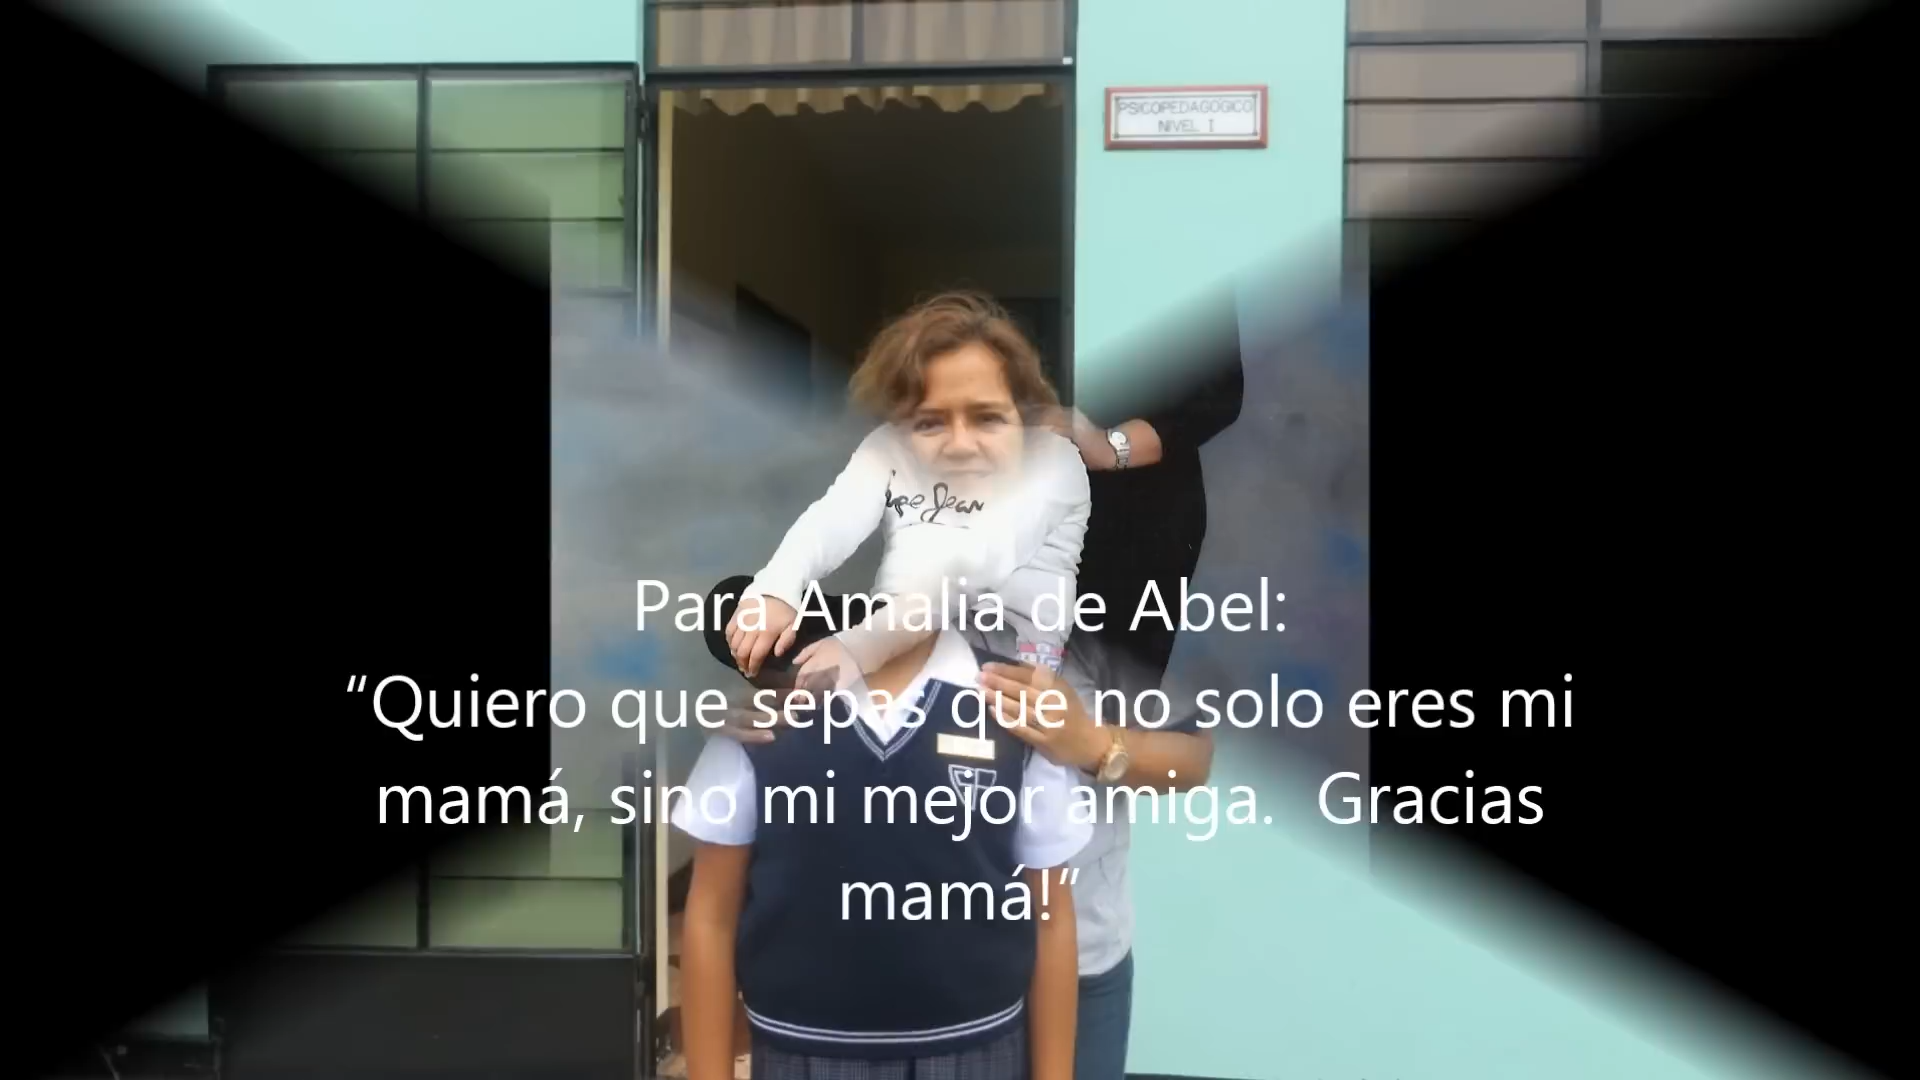 PSICOPEDAGOGICO
NIVEL I
Jean
Para Amalia de Abel:
“Quiero que sepas que no solo eres mi
mamá, sino mi mejor amiga.  Gracias
mamá!”